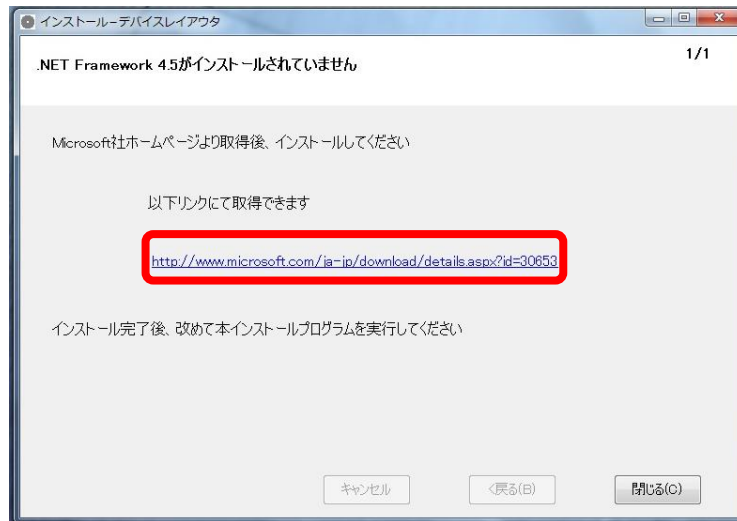 インストール-デバイスレイアウタ
.NET Framework 4.5がインストールされていません
1/1
Microsoft社ホームページより取得後、インストールしてください
以下リンクにて取得できます
http://www.microsoft.com/ja-jp/download/details.aspx?id=30653
インストール完了後、改めて本インストールプログラムを実行してください
キャンセル <戻る(B) 閉じる(C)